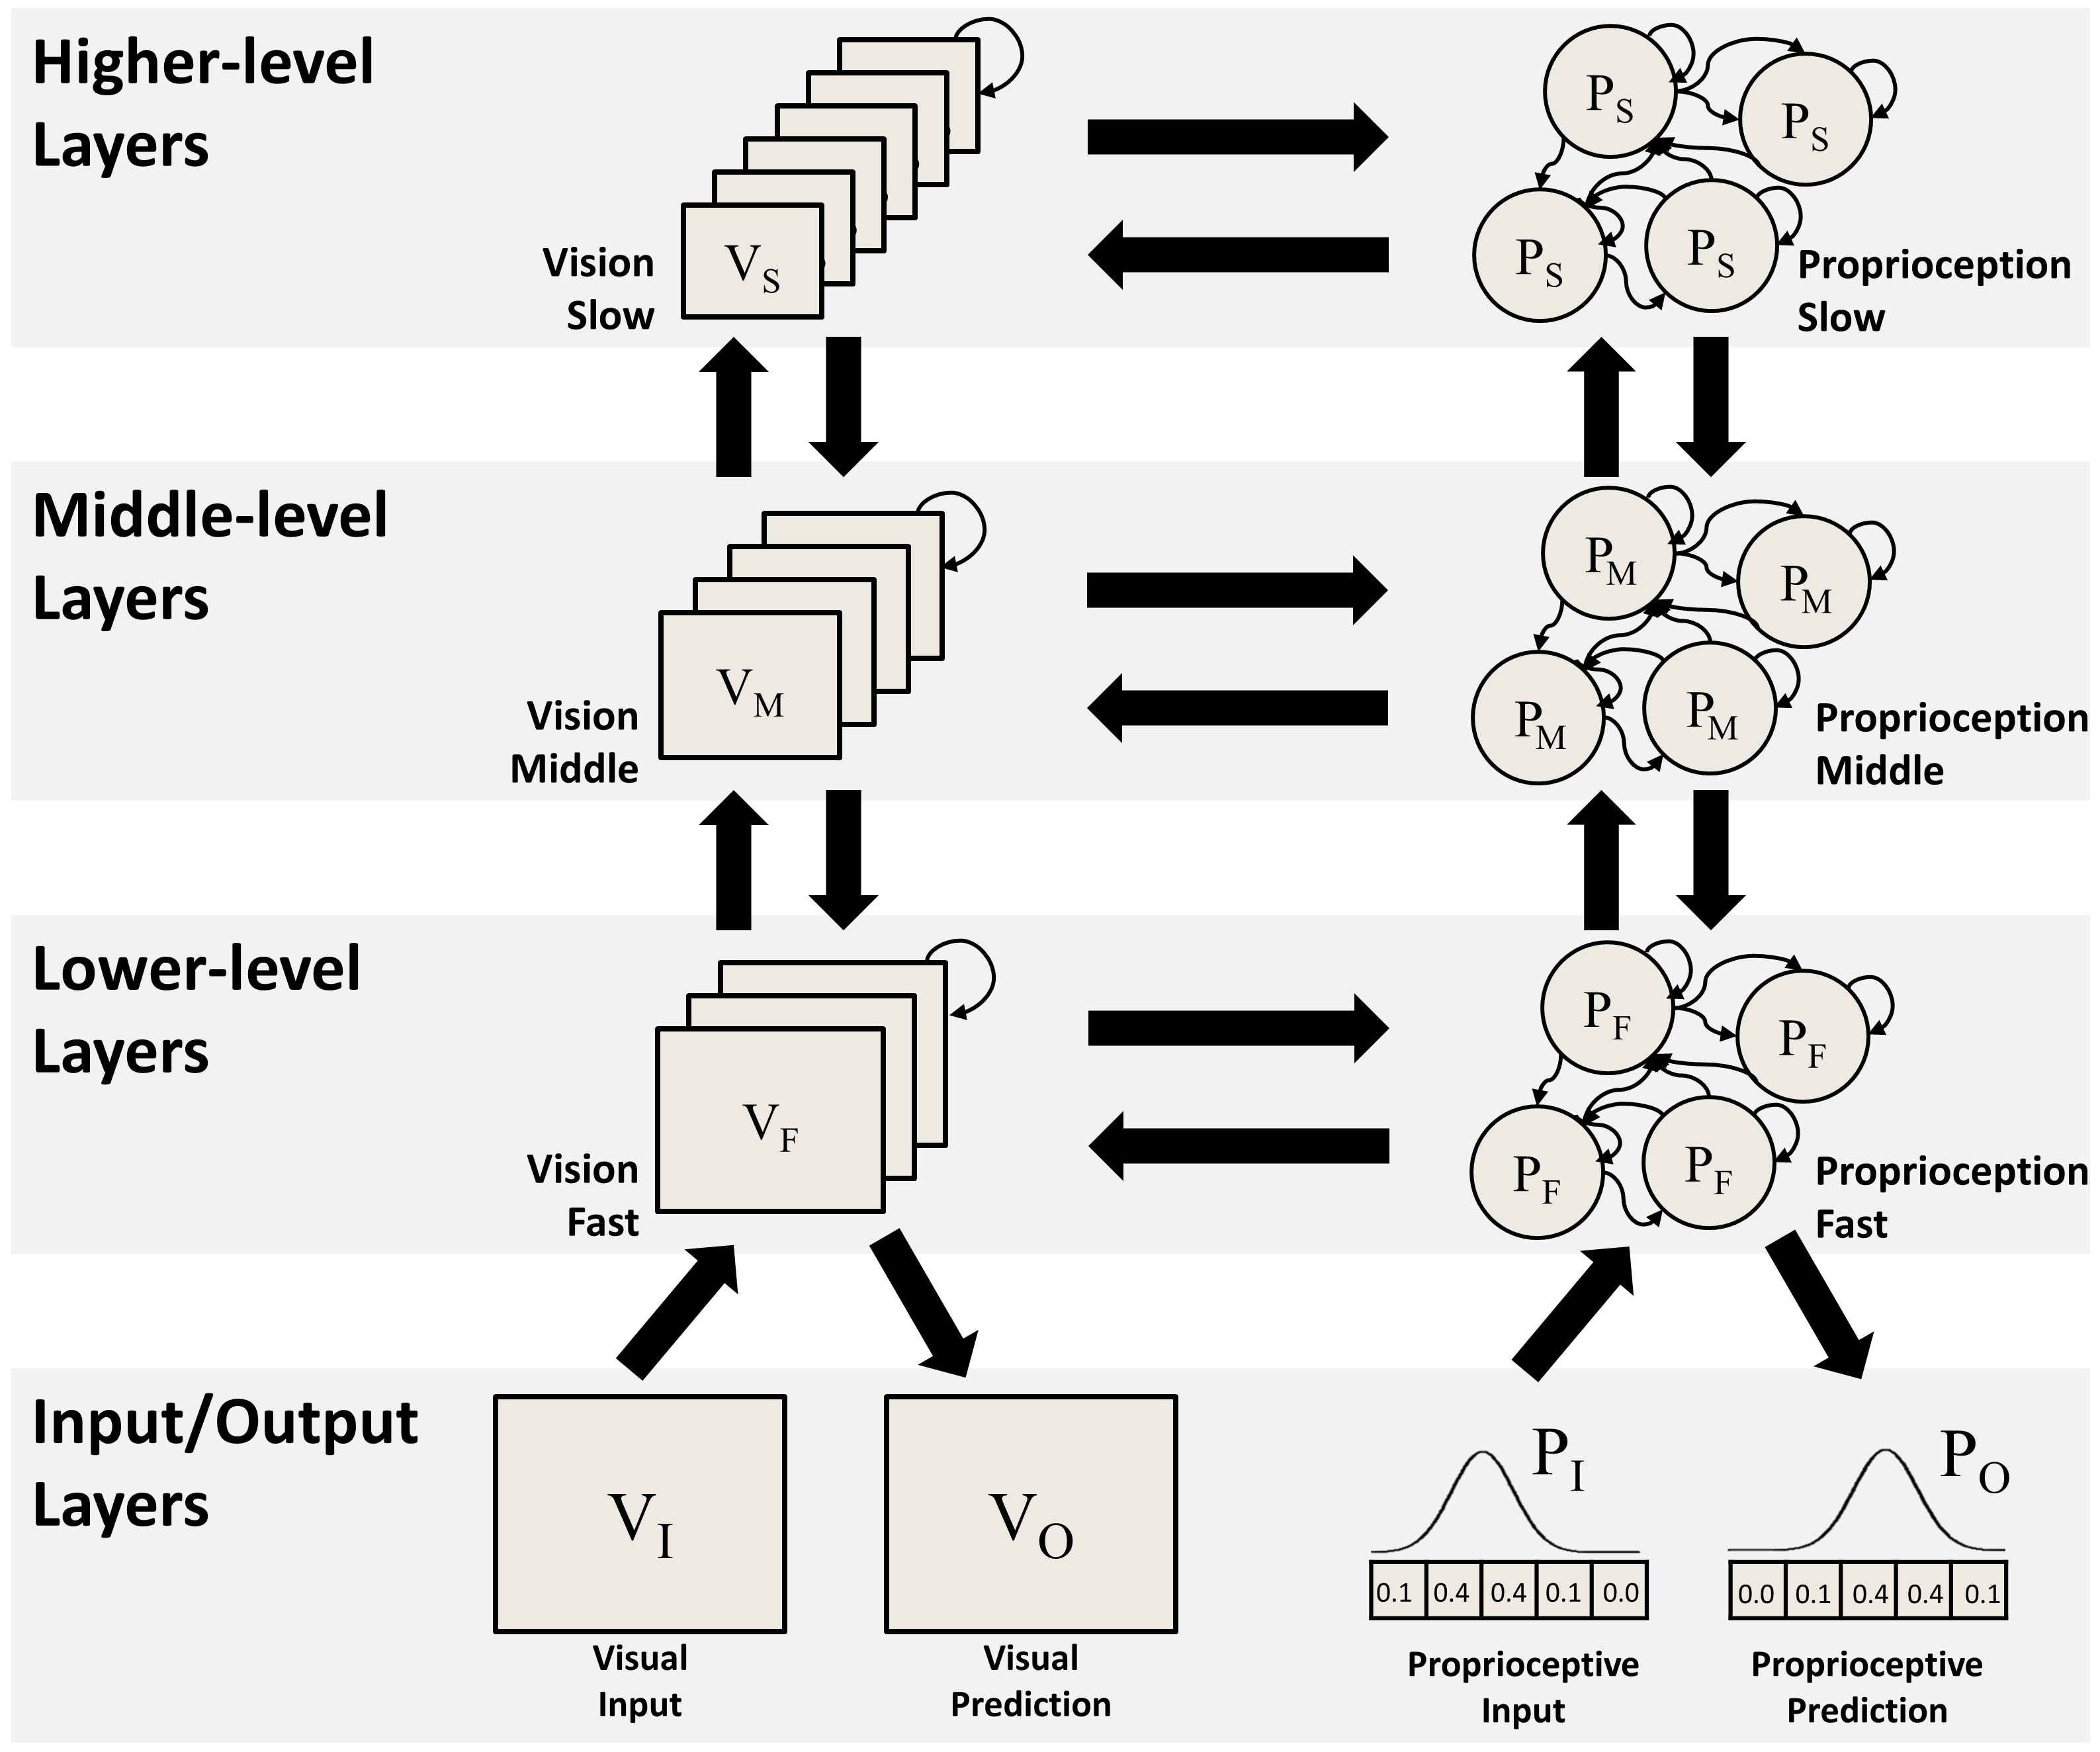 Higher-level
Layers
V_S
Vision
Slow
P_S
P_S
P_S
P_S
Proprioception
Slow
Middle-level
Layers
V_M
Vision
Middle
P_M
P_M
P_M
P_M
Proprioception
Middle
Lower-level
Layers
V_F
Vision
Fast
P_F
P_F
P_F
P_F
Proprioception
Fast
Input/Output
Layers
V_I
Visual
Input
V_O
Visual
Prediction
P_I
0.1 0.4 0.4 0.1 0.0
Proprioceptive
Input
P_O
0.0 0.1 0.4 0.4 0.1
Proprioceptive
Prediction